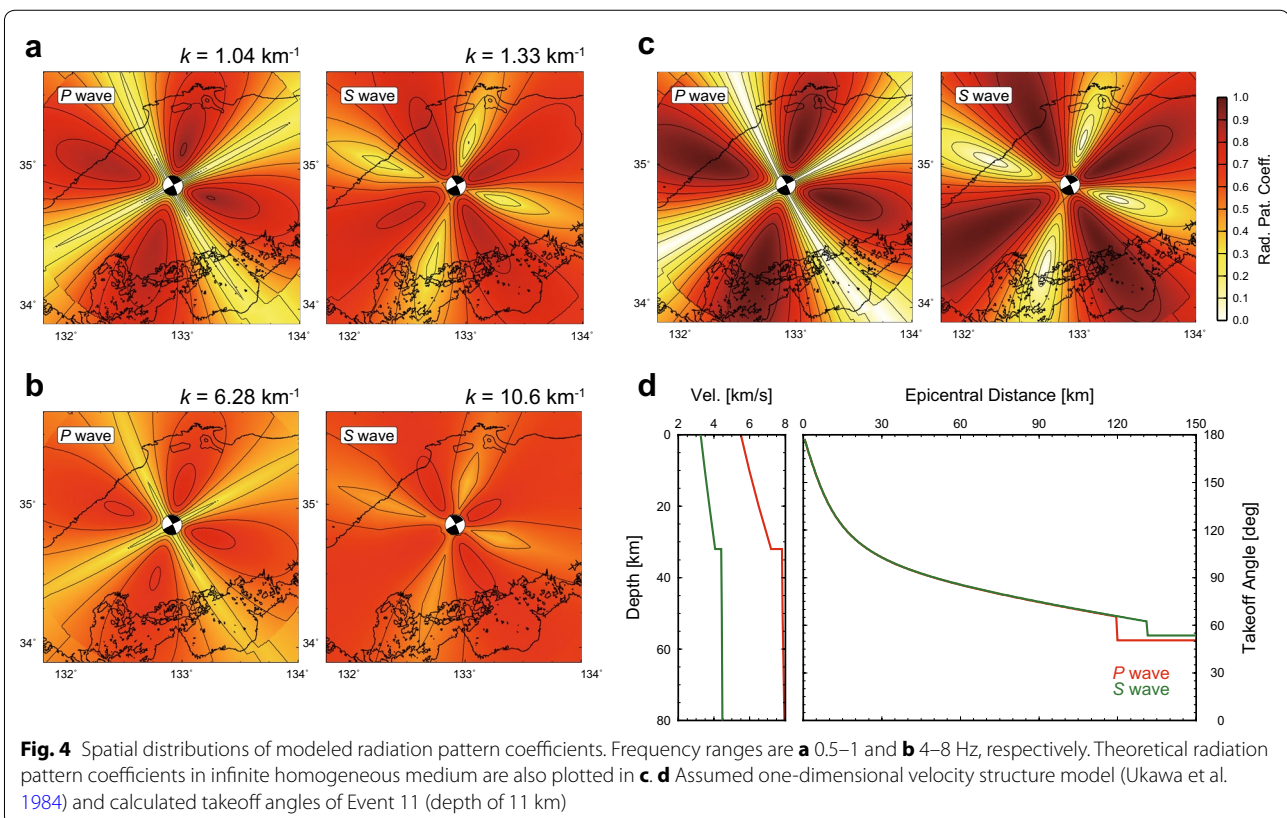 a
k = 1.04 km⁻¹
k = 1.33 km⁻¹
P wave
S wave
35°
34°
35°
34°
132°
133°
134°
132°
133°
134°
c
P wave
S wave
35°
34°
132°
133°
134°
132°
133°
134°
1.0
0.9
0.8
0.7
0.6
0.5
0.4
0.3
0.2
0.1
0.0
Rad. Pat. Coeff.
b
k = 6.28 km⁻¹
k = 10.6 km⁻¹
P wave
S wave
35°
34°
35°
34°
132°
133°
134°
132°
133°
134°
d
Vel. [km/s]
Epicentral Distance [km]
2 4 6 8
0 30 60 90 120 150
0
20
40
60
80
Depth [km]
180
150
120
90
60
30
0
Takeoff Angle [deg]
P wave
S wave
Fig. 4 Spatial distributions of modeled radiation pattern coefficients. Frequency ranges are a 0.5–1 and b 4–8 Hz, respectively. Theoretical radiation
pattern coefficients in infinite homogeneous medium are also plotted in c. d Assumed one-dimensional velocity structure model (Ukawa et al.
1984) and calculated takeoff angles of Event 11 (depth of 11 km)